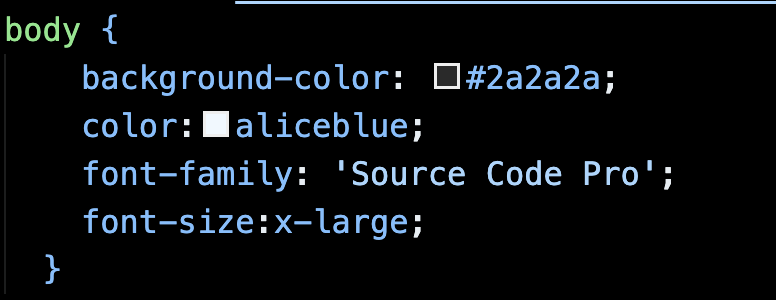 body {
background-color: #2a2a2a;
color:aliceblue;
font-family: 'Source Code Pro';
font-size:x-large;
}